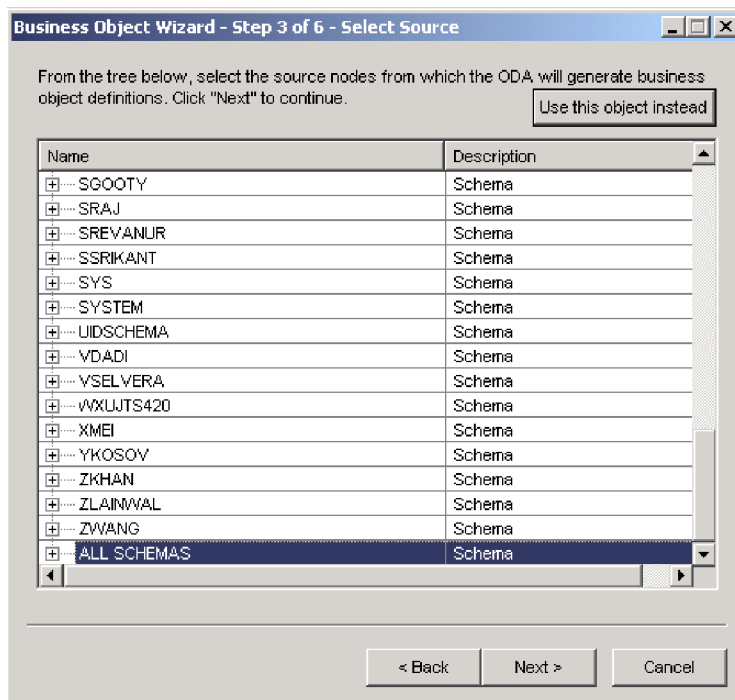 Business Object Wizard - Step 3 of 6 - Select Source
From the tree below, select the source nodes from which the ODA will generate business
object definitions. Click "Next" to continue.
Use this object instead
Name Description
SGOOTY Schema
SRAJ Schema
SREVANUR Schema
SSRIKANT Schema
SYS Schema
SYSTEM Schema
UIDSCHEMA Schema
VDADI Schema
VSELVERA Schema
WXUJTS420 Schema
XMEI Schema
YKOSOV Schema
ZKHAN Schema
ZLAINWAL Schema
ZWANG Schema
ALL SCHEMAS Schema
< Back Next > Cancel